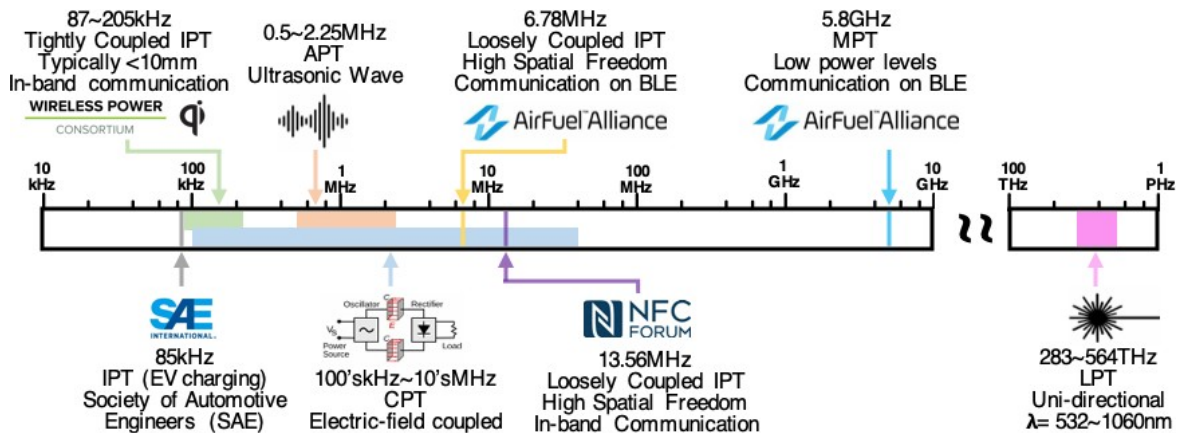 87~205kHz
Tightly Coupled IPT
Typically <10mm
In-band communication
WIRELESS POWER
CONSORTIUM
qi
0.5~2.25MHz
APT
Ultrasonic Wave
6.78MHz
Loosely Coupled IPT
High Spatial Freedom
Communication on BLE
AirFuel™Alliance
5.8GHz
MPT
Low power levels
Communication on BLE
AirFuel™Alliance
10 kHz
100 kHz
1 MHz
10 MHz
100 MHz
1 GHz
10 GHz
100 THz
1 PHz
SAE
INTERNATIONAL®
85kHz
IPT (EV charging)
Society of Automotive
Engineers (SAE)
Oscillator
C
Rectifier
E
Vs
C
Power
Source
Load
100'skHz~10'sMHz
CPT
Electric-field coupled
N NFC
FORUM
13.56MHz
Loosely Coupled IPT
High Spatial Freedom
In-band Communication
283~564THz
LPT
Uni-directional
λ= 532~1060nm